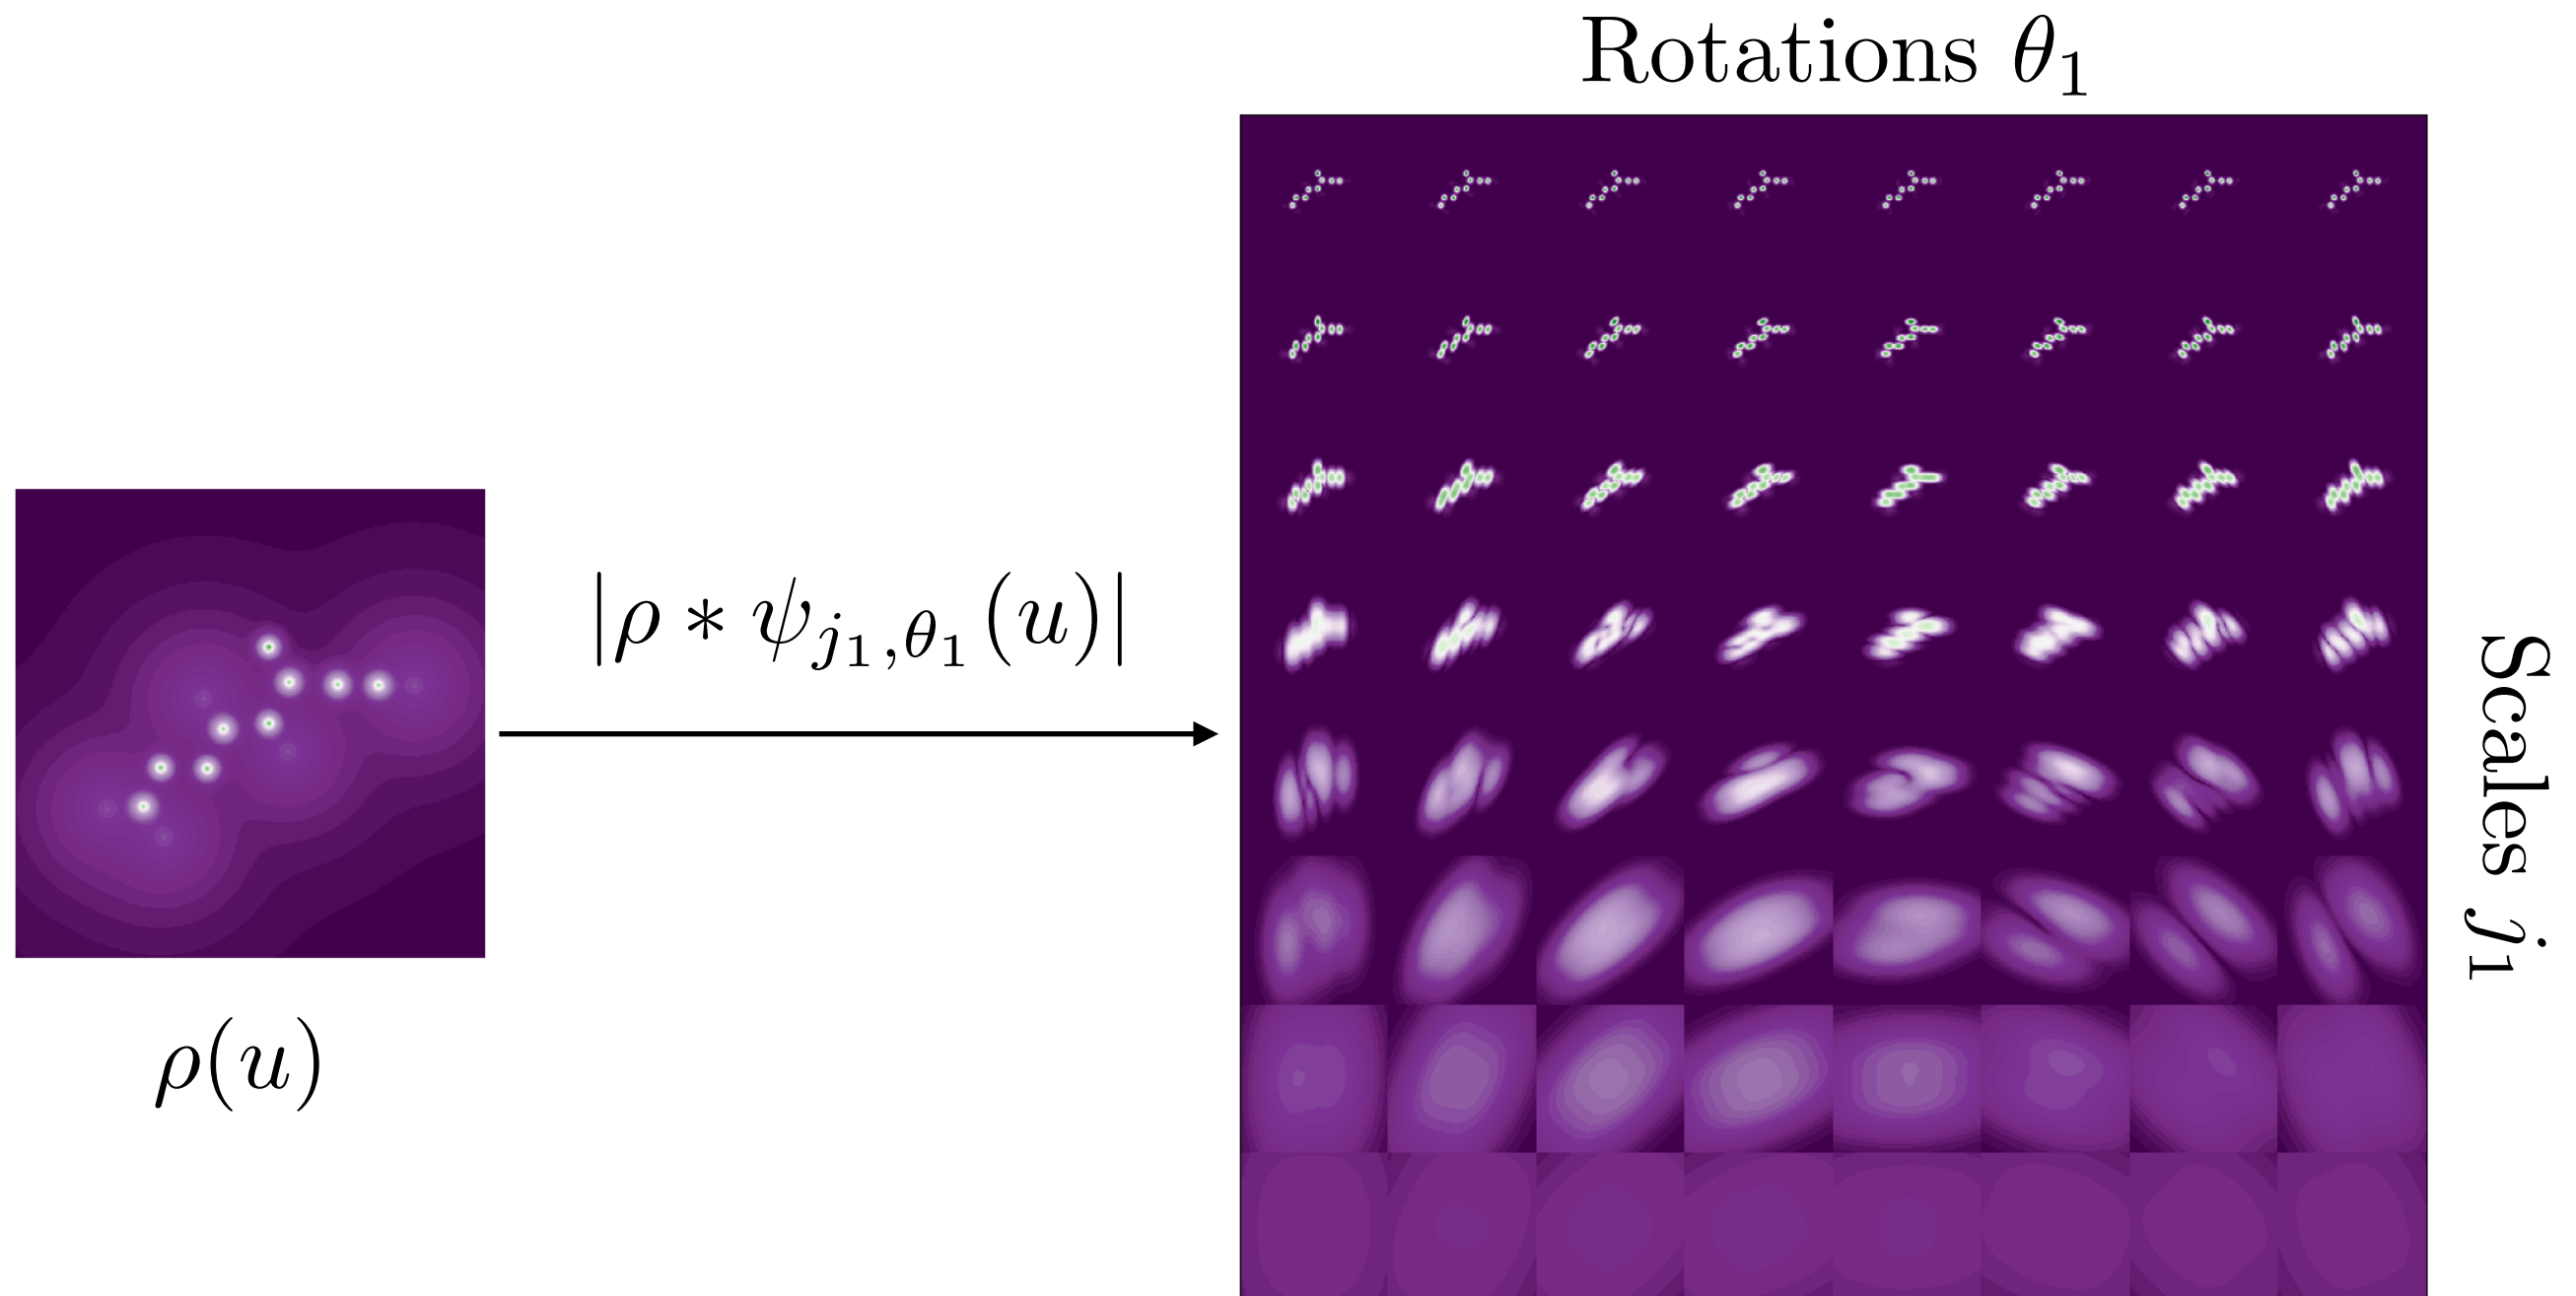 Rotations θ₁
|ρ ∗ ψ_{j₁,θ₁}(u)|
Scales j₁
ρ(u)